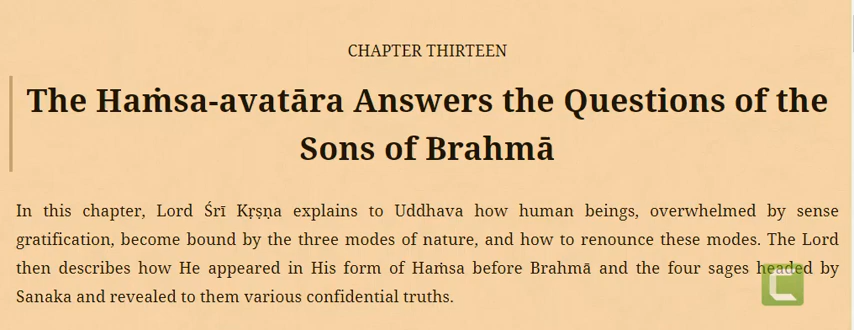 CHAPTER THIRTEEN
The Haṁsa-avatāra Answers the Questions of the
Sons of Brahmā
In this chapter, Lord Śrī Kṛṣṇa explains to Uddhava how human beings, overwhelmed by sense
gratification, become bound by the three modes of nature, and how to renounce these modes. The Lord
then describes how He appeared in His form of Haṁsa before Brahmā and the four sages headed by
Sanaka and revealed to them various confidential truths.